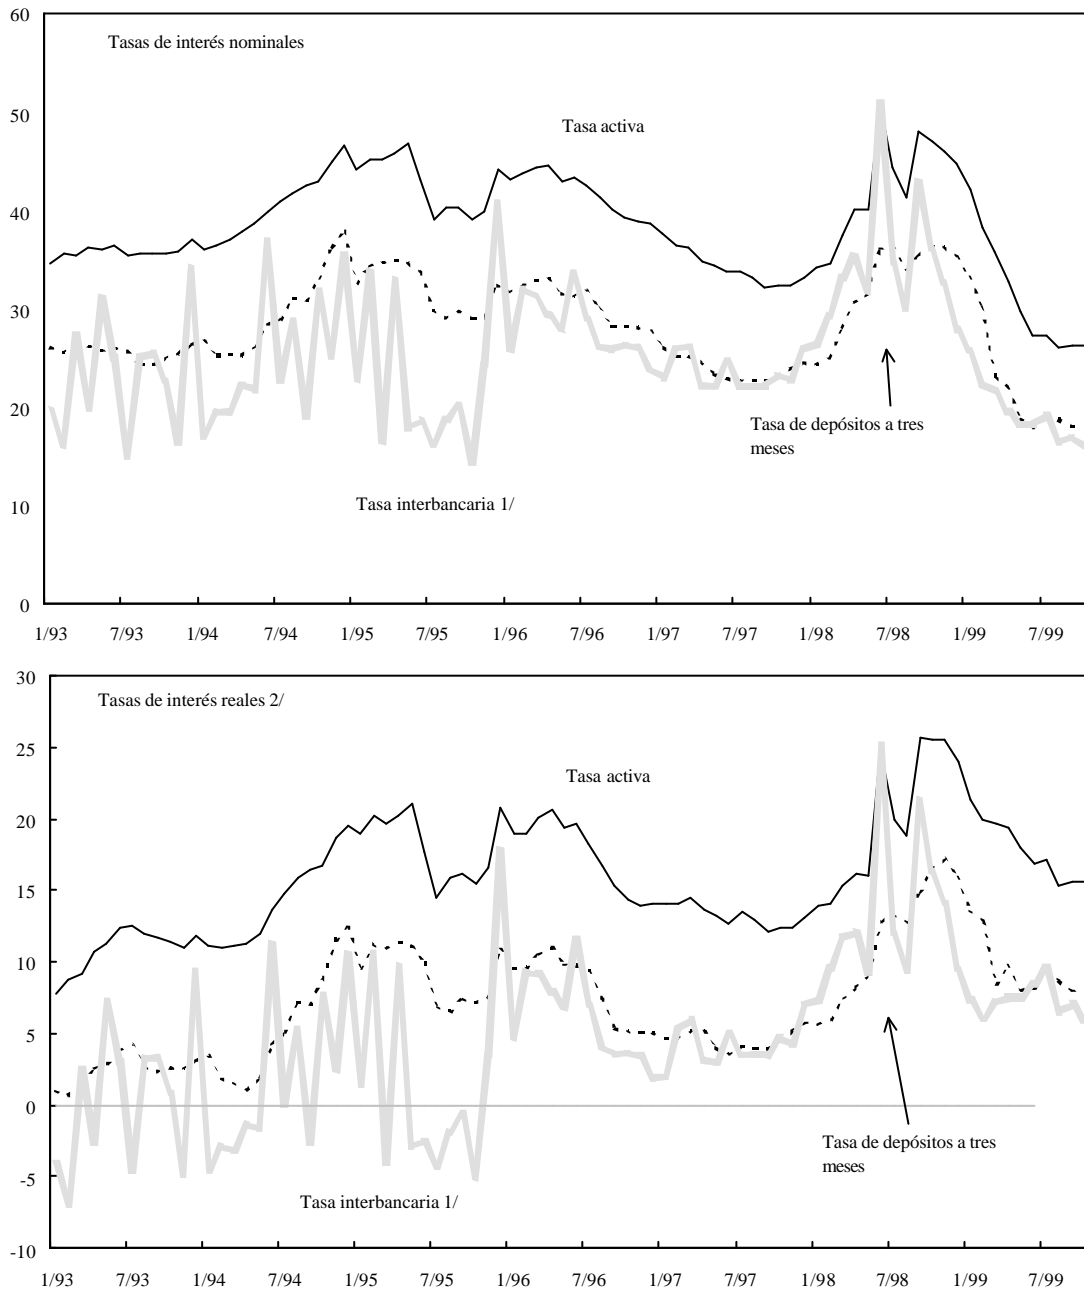 60
Tasas de interés nominales
50
Tasa activa
40
30
20
Tasa de depósitos a tres
meses
10
Tasa interbancaria 1/
0
1/93 7/93 1/94 7/94 1/95 7/95 1/96 7/96 1/97 7/97 1/98 7/98 1/99 7/99
30
Tasas de interés reales 2/
25
Tasa activa
20
15
10
5
0
Tasa de depósitos a tres
meses
-5
Tasa interbancaria 1/
-10
1/93 7/93 1/94 7/94 1/95 7/95 1/96 7/96 1/97 7/97 1/98 7/98 1/99 7/99